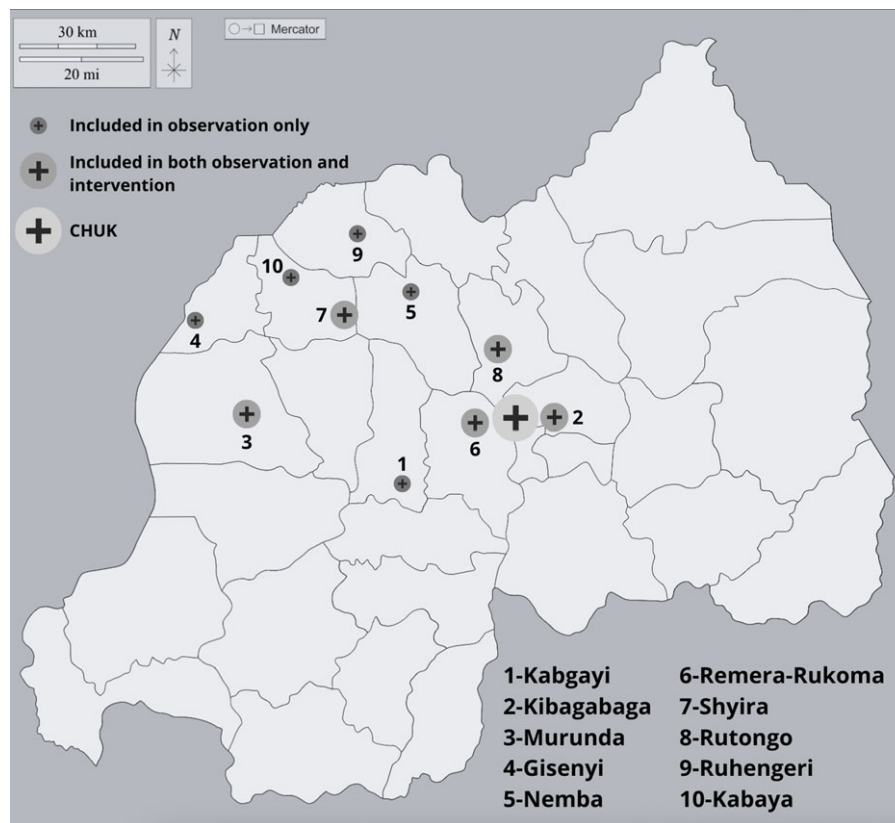 30 km
20 mi
N
Mercator
Included in observation only
Included in both observation and
intervention
CHUK
9
10
7
5
4
8
3
2
6
1
1-Kabgayi
2-Kibagabaga
3-Murunda
4-Gisenyi
5-Nemba
6-Remera-Rukoma
7-Shyira
8-Rutongo
9-Ruhengeri
10-Kabaya